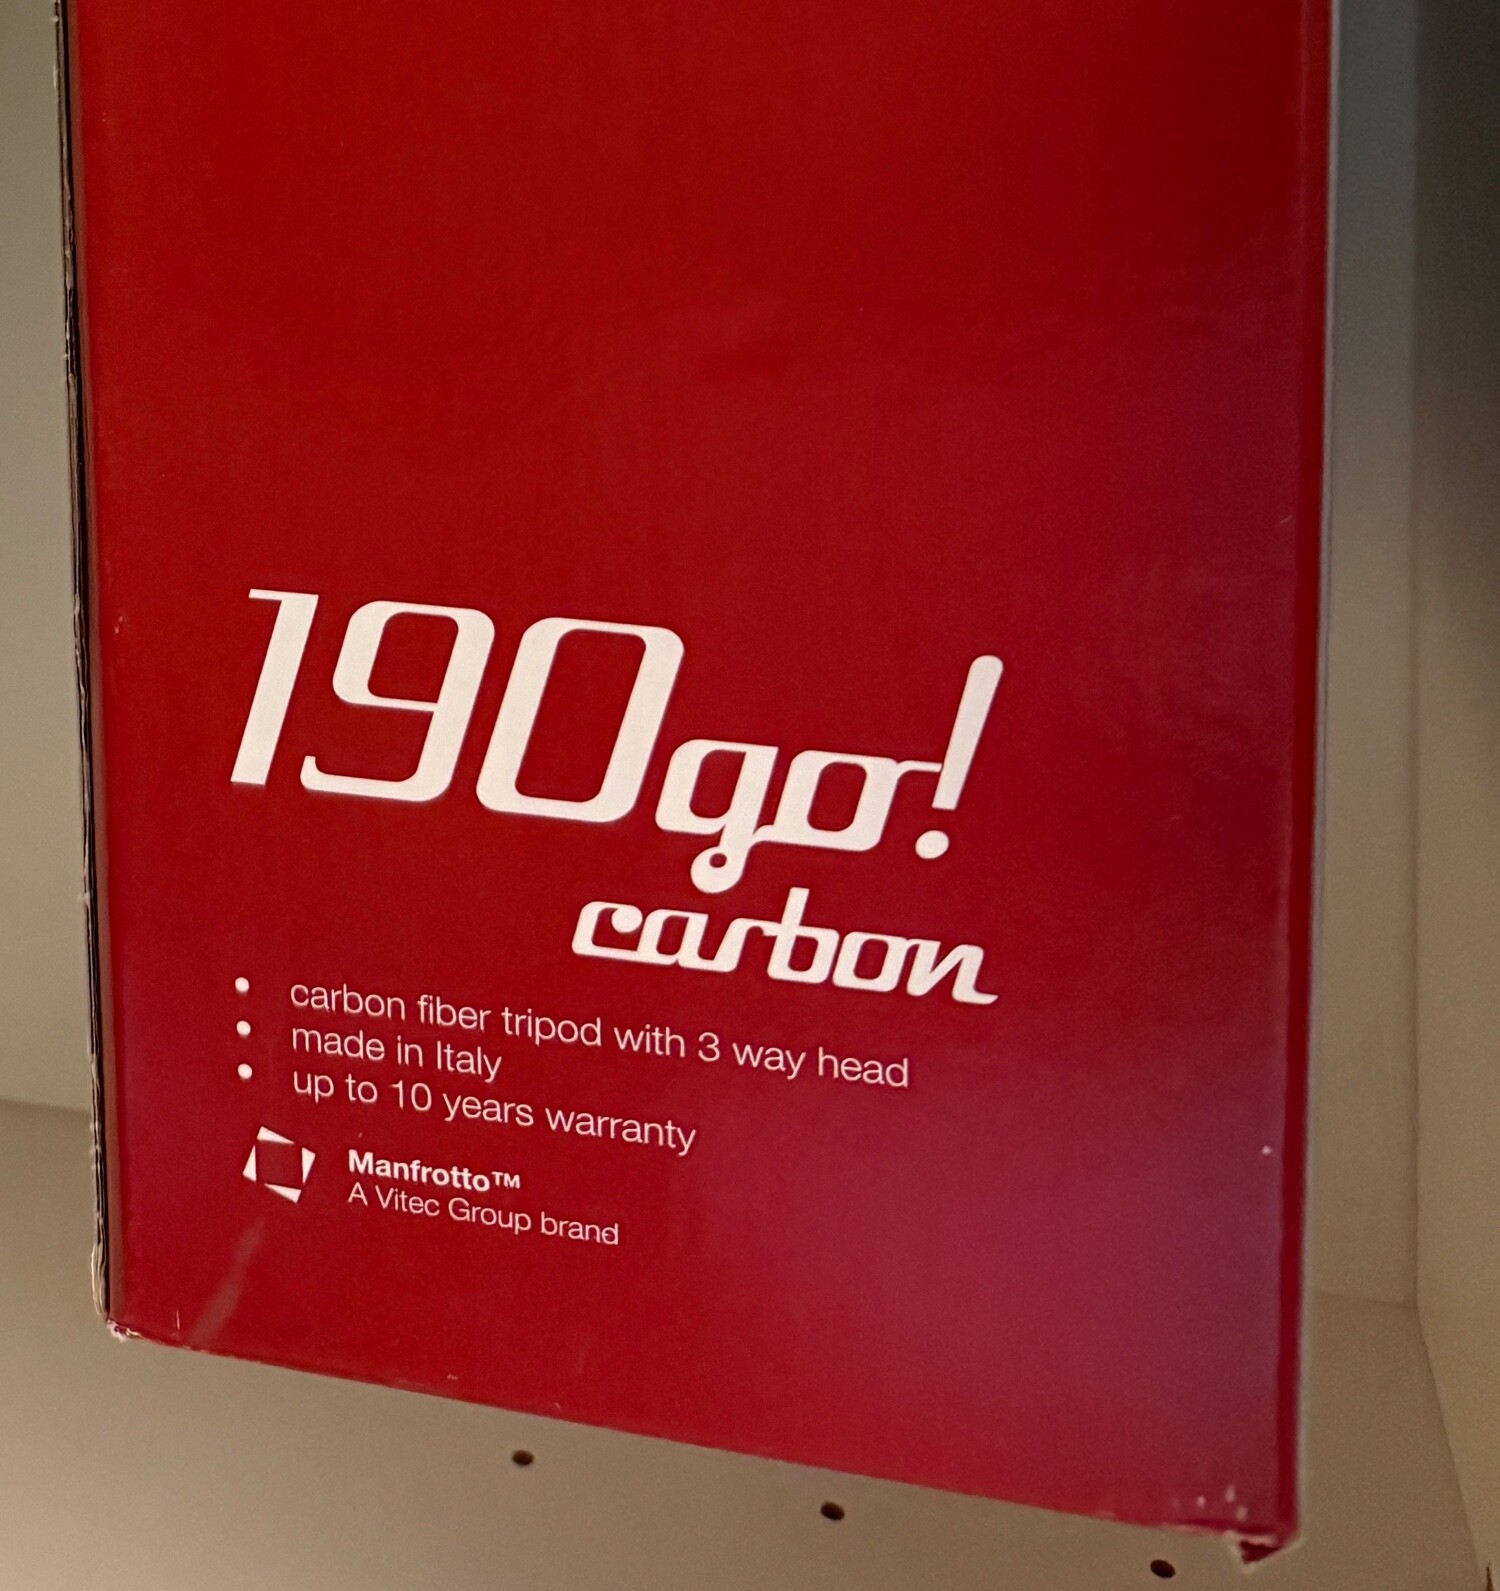 190go!
carbon
• carbon fiber tripod with 3 way head
• made in Italy
• up to 10 years warranty
Manfrotto™
A Vitec Group brand